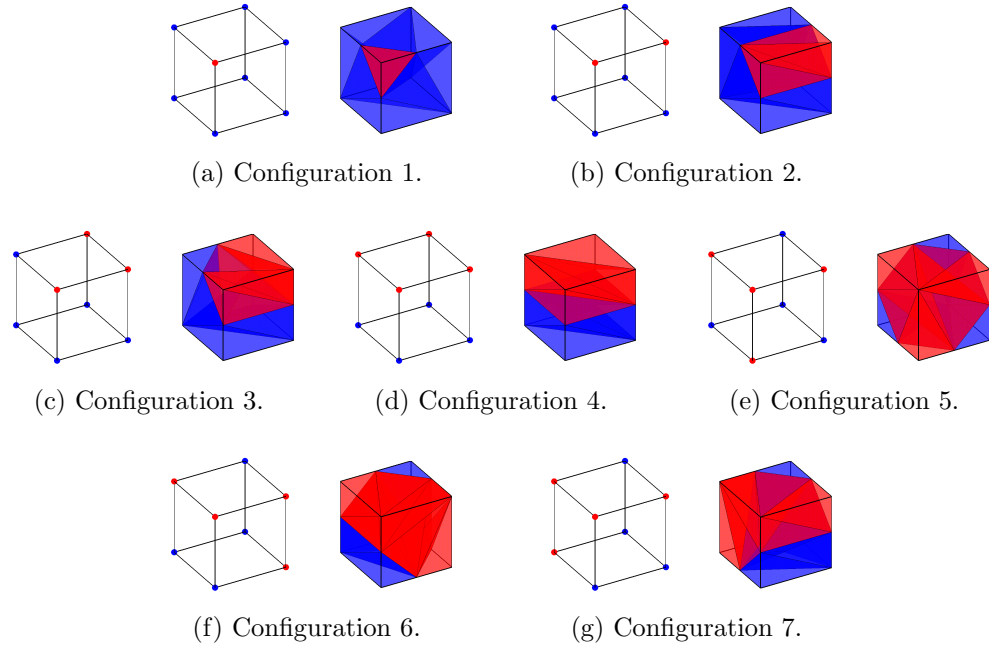 (a) Configuration 1.
(b) Configuration 2.
(c) Configuration 3.
(d) Configuration 4.
(e) Configuration 5.
(f) Configuration 6.
(g) Configuration 7.